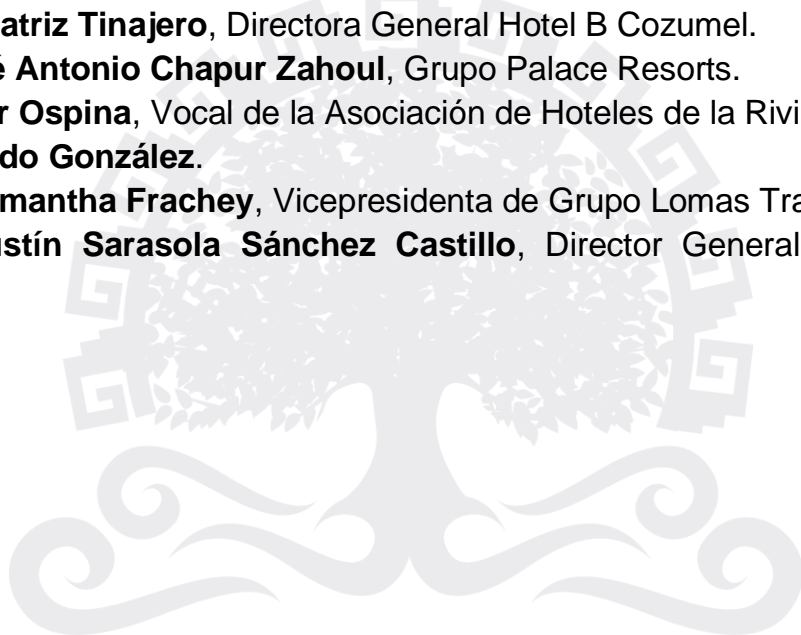 atriz Tinajero, Directora General Hotel B Cozumel.
é Antonio Chapur Zahoul, Grupo Palace Resorts.
r Ospina, Vocal de la Asociación de Hoteles de la Rivi
do González.
mantha Frachey, Vicepresidenta de Grupo Lomas Tra
ustín Sarasola Sánchez Castillo, Director General